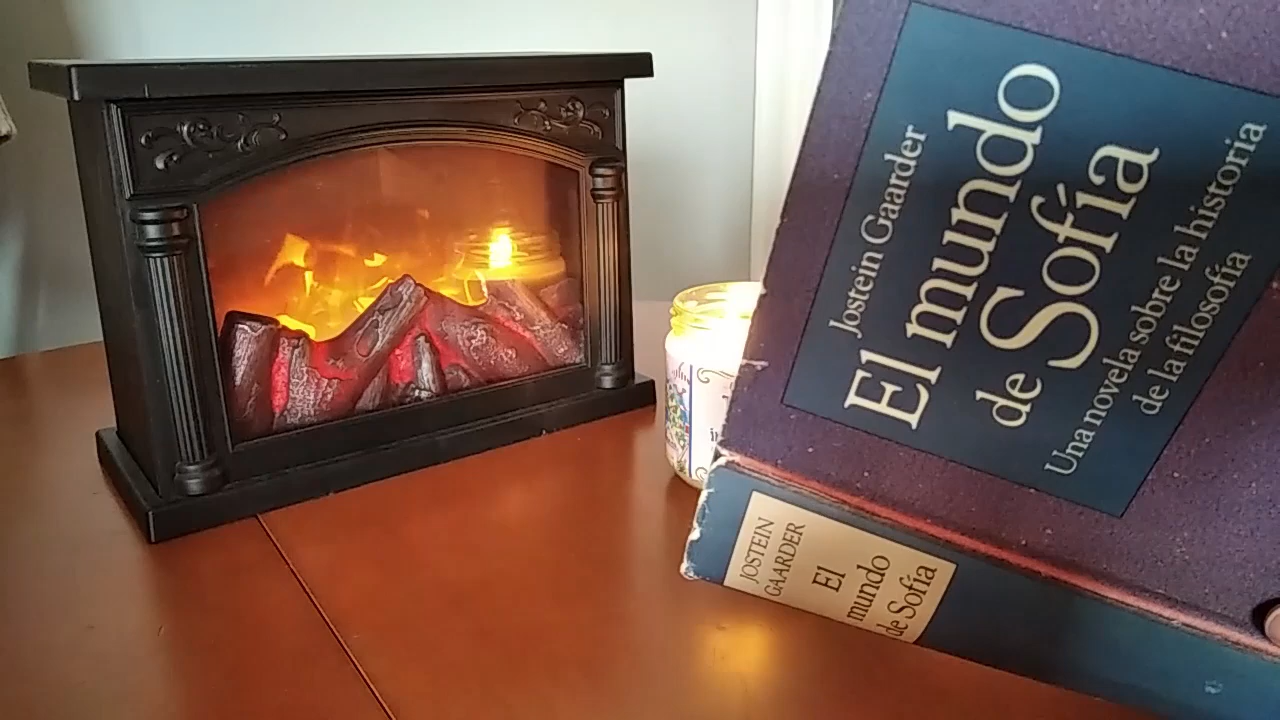 Jostein Gaarder
El mundo
de Sofía
Una novela sobre la historia
de la filosofía
JOSTEIN
GAARDER
El
mundo
de Sofía